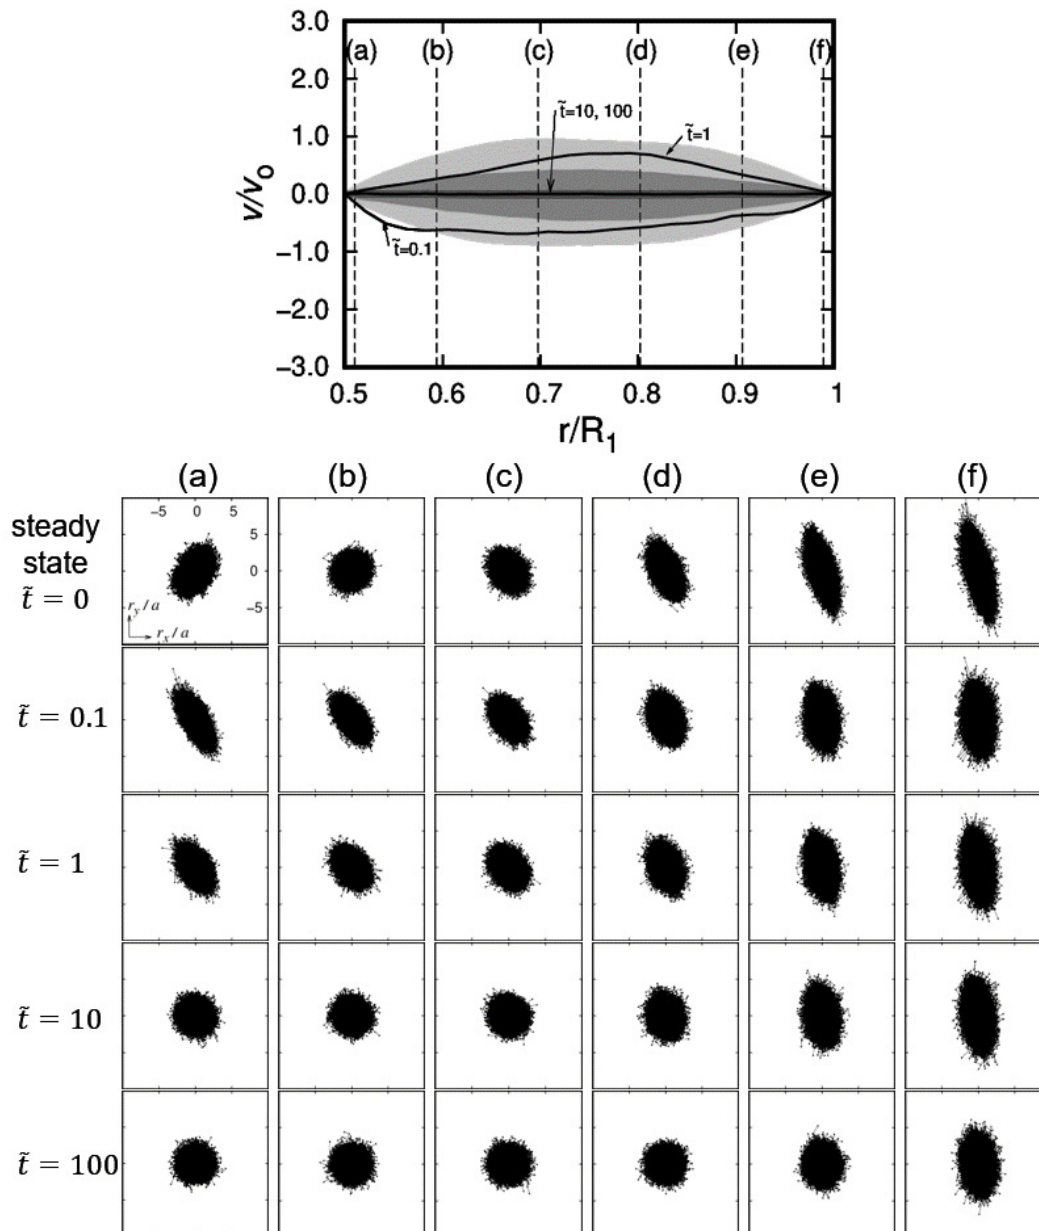 3.0
(a) (b) (c) (d) (e) (f)
2.0
t̃=10, 100
t̃=1
1.0
v/v₀
0.0
t̃=0.1
−1.0
−2.0
−3.0
0.5 0.6 0.7 0.8 0.9 1
r/R₁
(a) (b) (c) (d) (e) (f)
steady
state
t̃ = 0
−5 0 5
5
0
−5
r_y/a
r_x/a
t̃ = 0.1
t̃ = 1
t̃ = 10
t̃ = 100